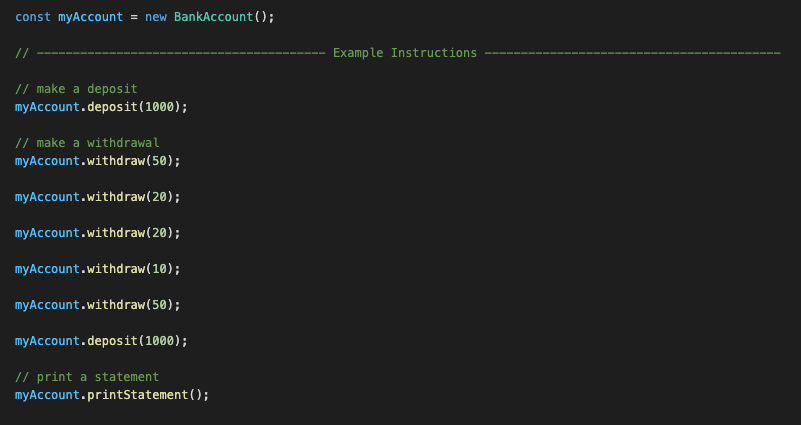 const myAccount = new BankAccount();
// ---------------------------------------- Example Instructions -----------------------------------------
// make a deposit
myAccount.deposit(1000);
// make a withdrawal
myAccount.withdraw(50);
myAccount.withdraw(20);
myAccount.withdraw(20);
myAccount.withdraw(10);
myAccount.withdraw(50);
myAccount.deposit(1000);
// print a statement
myAccount.printStatement();